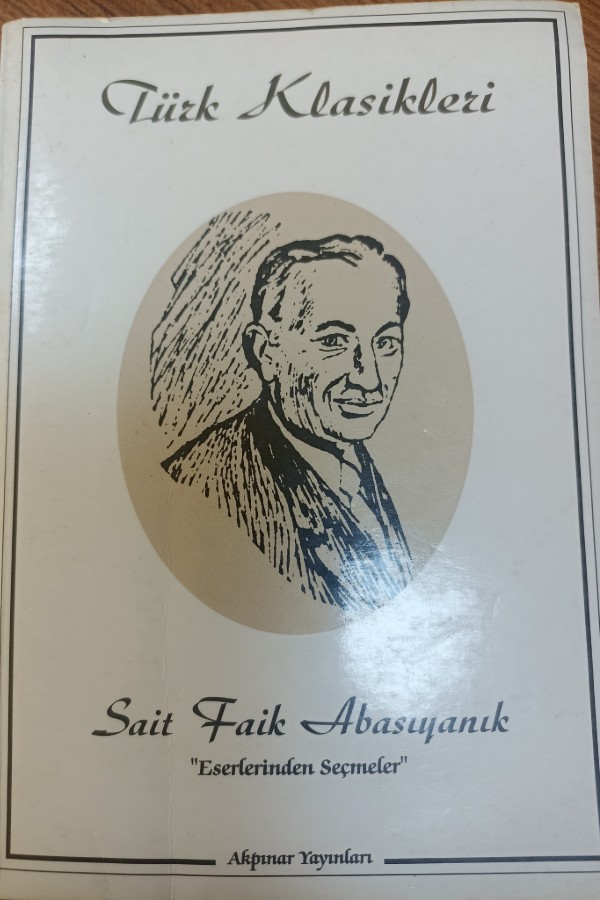 Türk Klasikleri
Sait Faik Abasıyanık
"Eserlerinden Seçmeler"
Akpınar Yayınları